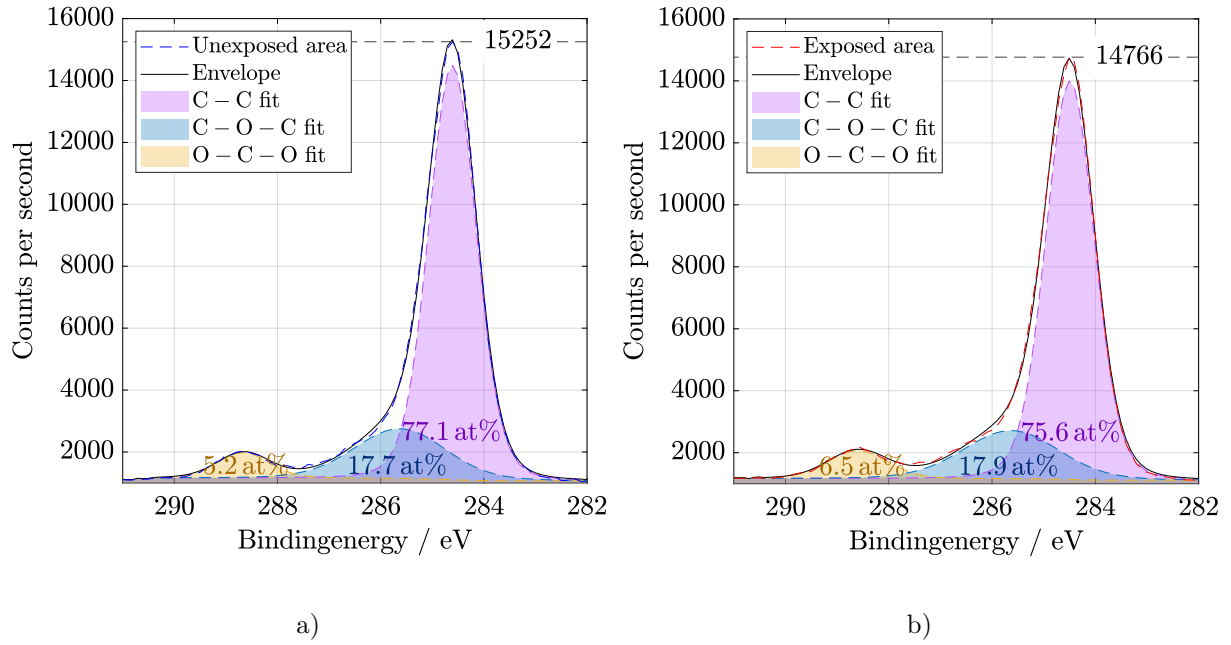 16000
14000
12000
10000
8000
6000
4000
2000
290
288
286
284
282
Counts per second
Bindingenergy / eV
Unexposed area
Envelope
C – C fit
C – O – C fit
O – C – O fit
15252
77.1 at%
17.7 at%
5.2 at%
a)
16000
14000
12000
10000
8000
6000
4000
2000
290
288
286
284
282
Counts per second
Bindingenergy / eV
Exposed area
Envelope
C – C fit
C – O – C fit
O – C – O fit
14766
75.6 at%
17.9 at%
6.5 at%
b)